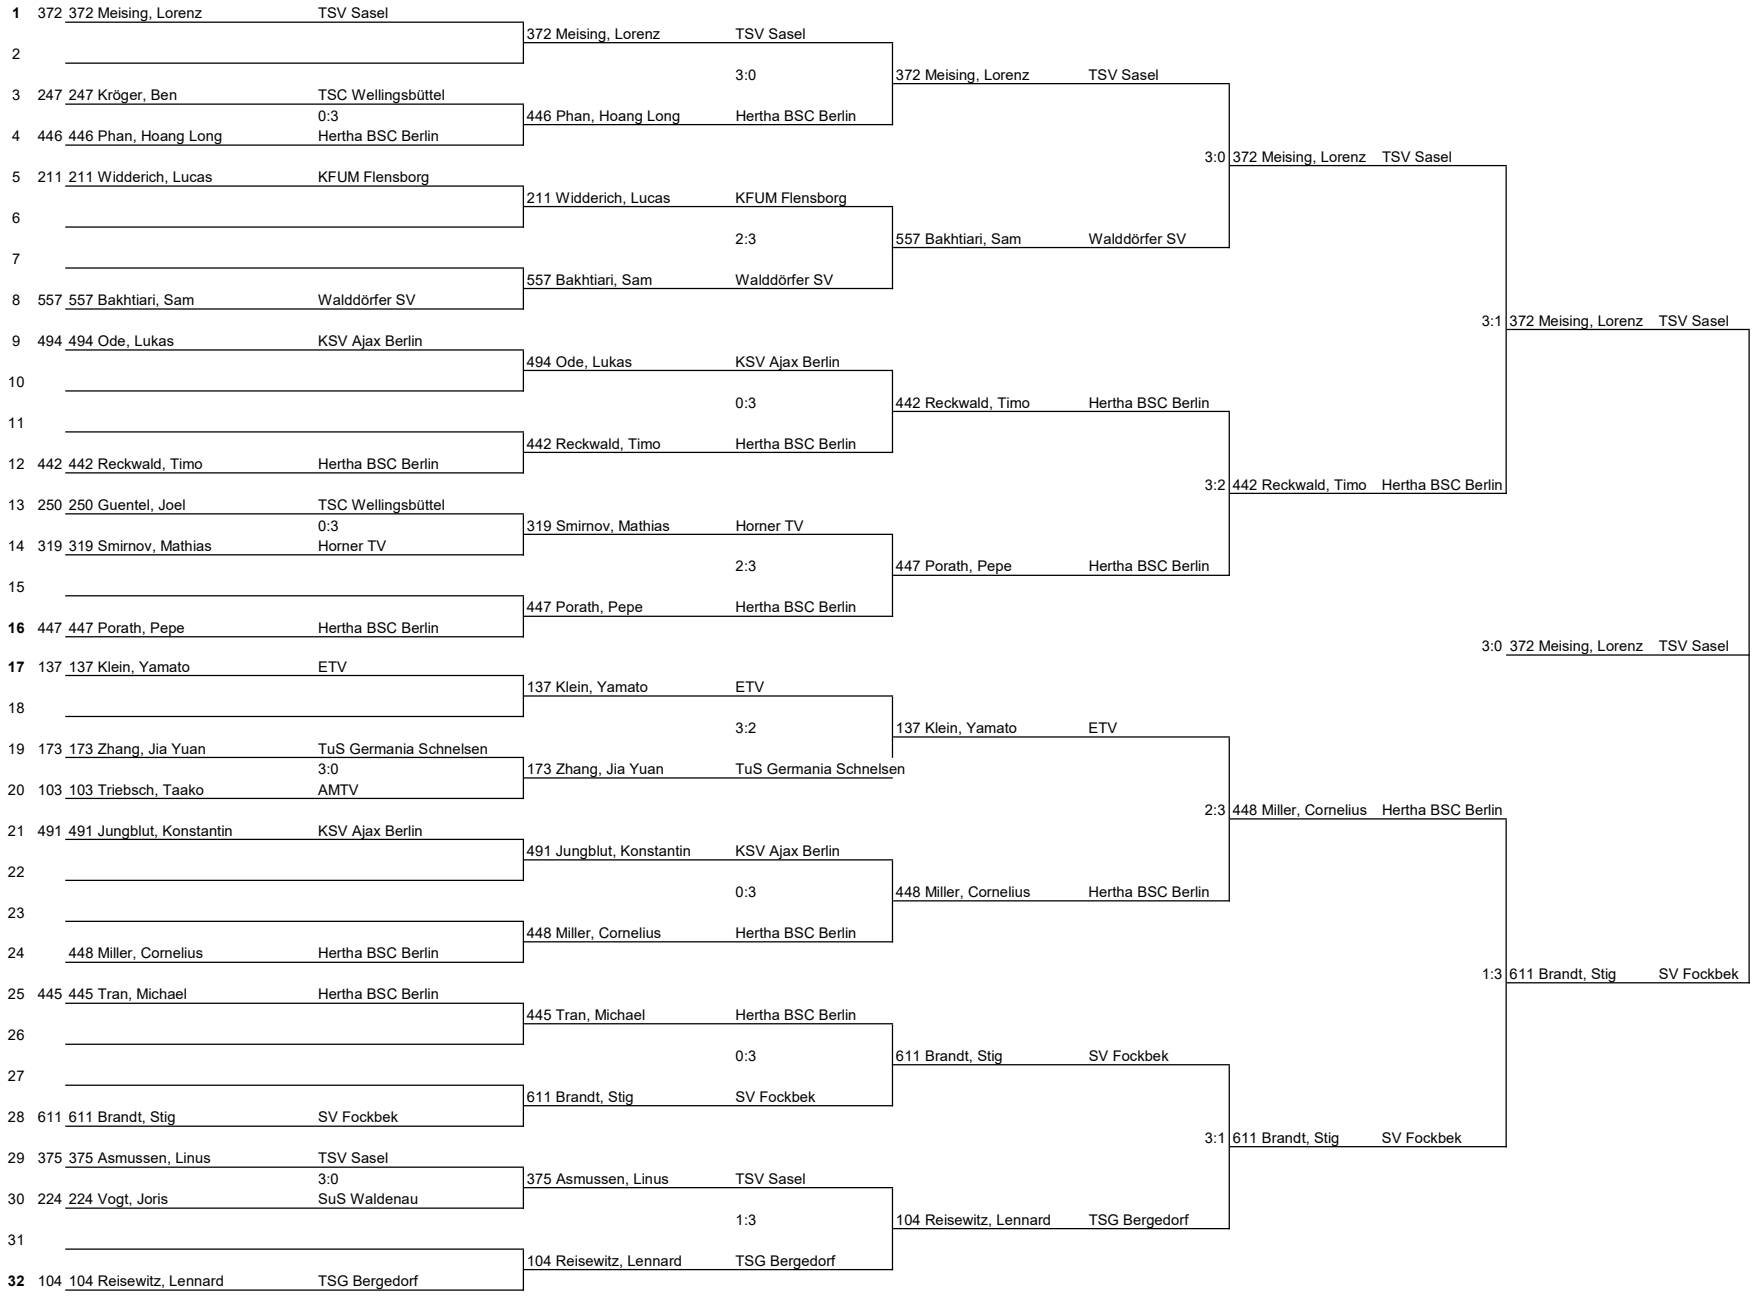 1 372 372 Meising, Lorenz TSV Sasel
372 Meising, Lorenz TSV Sasel
2
3:0 372 Meising, Lorenz TSV Sasel
3 247 247 Kröger, Ben TSC Wellingsbüttel
0:3 446 Phan, Hoang Long Hertha BSC Berlin
4 446 446 Phan, Hoang Long Hertha BSC Berlin
3:0 372 Meising, Lorenz TSV Sasel
5 211 211 Widderich, Lucas KFUM Flensborg
211 Widderich, Lucas KFUM Flensborg
6
2:3 557 Bakhtiari, Sam Walddörfer SV
7
557 Bakhtiari, Sam Walddörfer SV
8 557 557 Bakhtiari, Sam Walddörfer SV
3:1 372 Meising, Lorenz TSV Sasel
9 494 494 Ode, Lukas KSV Ajax Berlin
494 Ode, Lukas KSV Ajax Berlin
10
0:3 442 Reckwald, Timo Hertha BSC Berlin
11
442 Reckwald, Timo Hertha BSC Berlin
12 442 442 Reckwald, Timo Hertha BSC Berlin
3:2 442 Reckwald, Timo Hertha BSC Berlin
13 250 250 Guentel, Joel TSC Wellingsbüttel
0:3 319 Smirnov, Mathias Horner TV
14 319 319 Smirnov, Mathias Horner TV
2:3 447 Porath, Pepe Hertha BSC Berlin
15
447 Porath, Pepe Hertha BSC Berlin
16 447 447 Porath, Pepe Hertha BSC Berlin
3:0 372 Meising, Lorenz TSV Sasel
17 137 137 Klein, Yamato ETV
137 Klein, Yamato ETV
18
3:2 137 Klein, Yamato ETV
19 173 173 Zhang, Jia Yuan TuS Germania Schnelsen
3:0 173 Zhang, Jia Yuan TuS Germania Schnelsen
20 103 103 Triebsch, Taako AMTV
2:3 448 Miller, Cornelius Hertha BSC Berlin
21 491 491 Jungblut, Konstantin KSV Ajax Berlin
491 Jungblut, Konstantin KSV Ajax Berlin
22
0:3 448 Miller, Cornelius Hertha BSC Berlin
23
448 Miller, Cornelius Hertha BSC Berlin
24 448 Miller, Cornelius Hertha BSC Berlin
1:3 611 Brandt, Stig SV Fockbek
25 445 445 Tran, Michael Hertha BSC Berlin
445 Tran, Michael Hertha BSC Berlin
26
0:3 611 Brandt, Stig SV Fockbek
27
611 Brandt, Stig SV Fockbek
28 611 611 Brandt, Stig SV Fockbek
3:1 611 Brandt, Stig SV Fockbek
29 375 375 Asmussen, Linus TSV Sasel
3:0 375 Asmussen, Linus TSV Sasel
30 224 224 Vogt, Joris SuS Waldenau
1:3 104 Reisewitz, Lennard TSG Bergedorf
31
104 Reisewitz, Lennard TSG Bergedorf
32 104 104 Reisewitz, Lennard TSG Bergedorf